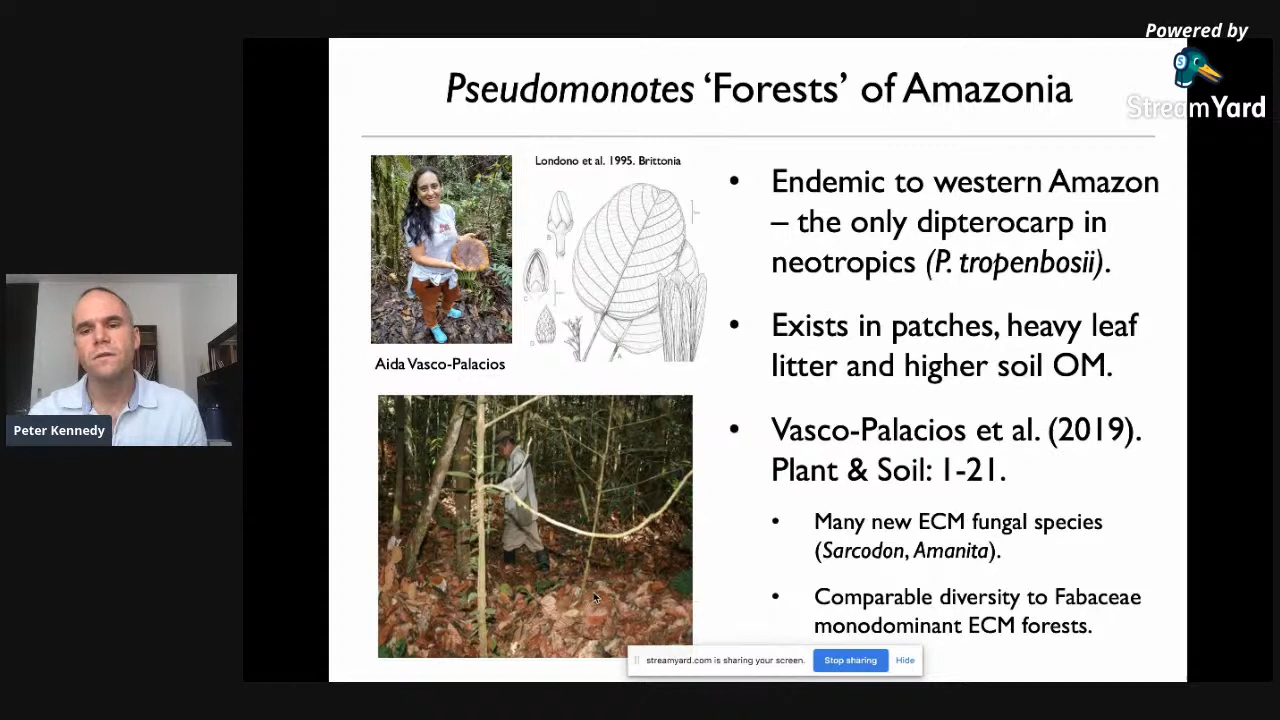 Powered by
StreamYard
Pseudomonotes ‘Forests’ of Amazonia
Londono et al. 1995. Brittonia
Aida Vasco-Palacios
• Endemic to western Amazon
– the only dipterocarp in
neotropics (P. tropenbosii).
• Exists in patches, heavy leaf
litter and higher soil OM.
• Vasco-Palacios et al. (2019).
Plant & Soil: 1-21.
• Many new ECM fungal species
(Sarcodon, Amanita).
• Comparable diversity to Fabaceae
monodominant ECM forests.
Peter Kennedy
streamyard.com is sharing your screen. Stop sharing Hide